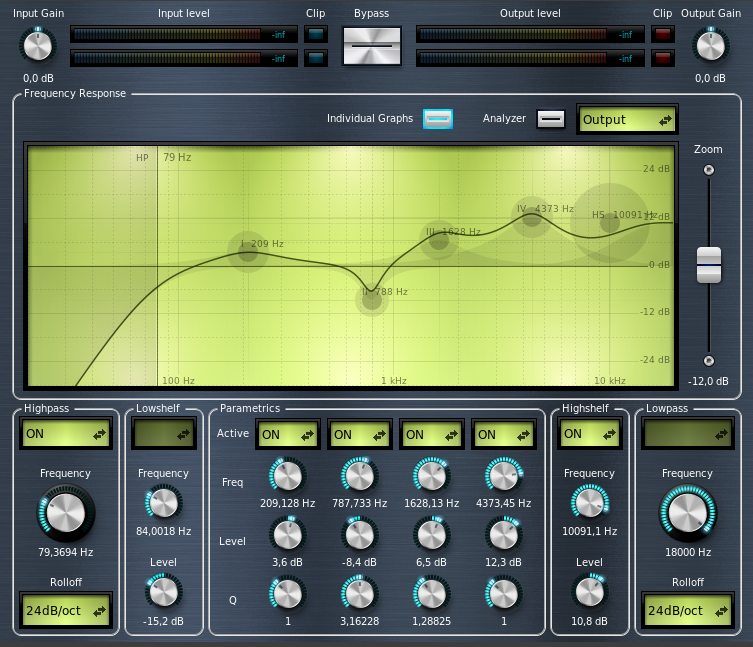 Input Gain Input level Clip Bypass Output level Clip Output Gain
-inf -inf
-inf -inf
0,0 dB 0,0 dB
Frequency Response
Individual Graphs Analyzer Output
Zoom
HP 79 Hz
24 dB
I 209 Hz
II 788 Hz
III 1628 Hz
IV 4373 Hz
HS 10091 Hz
12 dB
0 dB
-12 dB
-24 dB
100 Hz 1 kHz 10 kHz
-12,0 dB
Highpass Lowshelf Parametrics Highshelf Lowpass
ON Active ON ON ON ON ON
Frequency Frequency Freq Frequency Frequency
79,3694 Hz 84,0018 Hz 209,128 Hz 787,733 Hz 1628,13 Hz 4373,45 Hz 10091,1 Hz 18000 Hz
Level Level Level
Rolloff 3,6 dB -8,4 dB 6,5 dB 12,3 dB Rolloff
24dB/oct Q 24dB/oct
-15,2 dB 1 3,16228 1,28825 1 10,8 dB